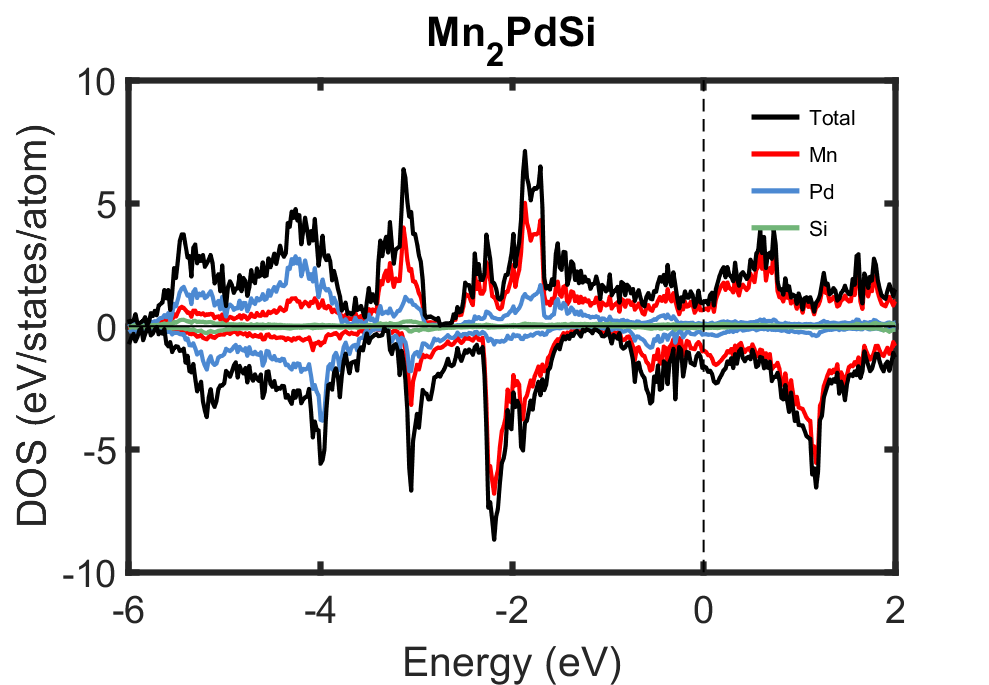 Mn₂PdSi
10
5
0
-5
-10
DOS (eV/states/atom)
Total
Mn
Pd
Si
-6 -4 -2 0 2
Energy (eV)